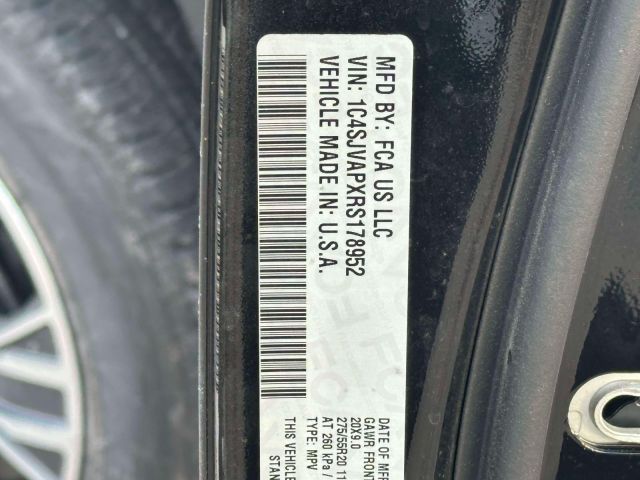 MFD BY: FCA US LLC
VIN: 1C4SJVAPXRS178952
VEHICLE MADE IN: U.S.A.
DATE OF MFR
GAWR FRONT
20X9.0
275/55R20
AT 260 kPa /
TYPE: MPV
THIS VEHICLE
STAN